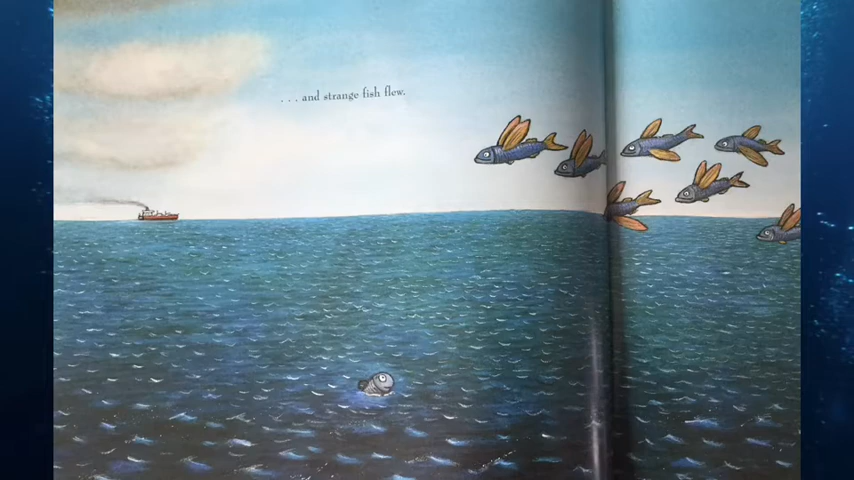 . . . and strange fish flew.